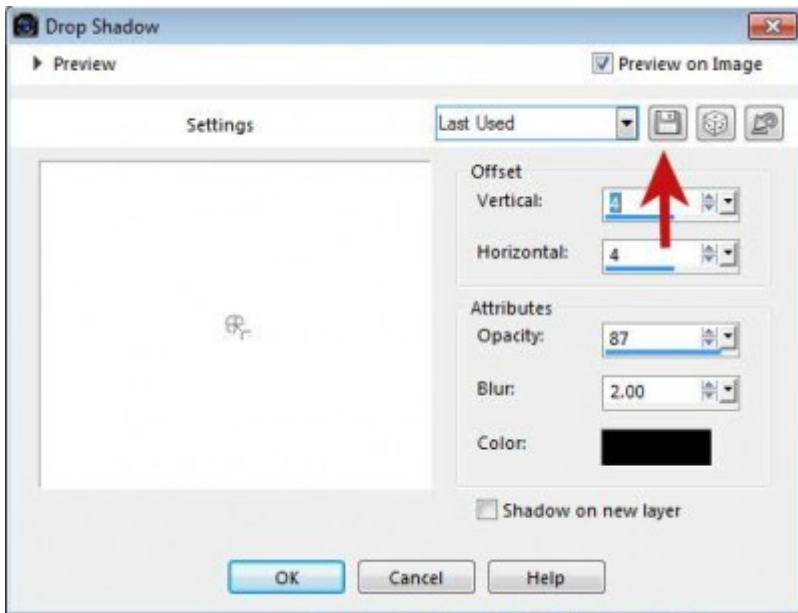 Drop Shadow
Preview
Preview on Image
Settings
Last Used
Offset
Vertical: 4
Horizontal: 4
Attributes
Opacity: 87
Blur: 2.00
Color:
Shadow on new layer
OK Cancel Help